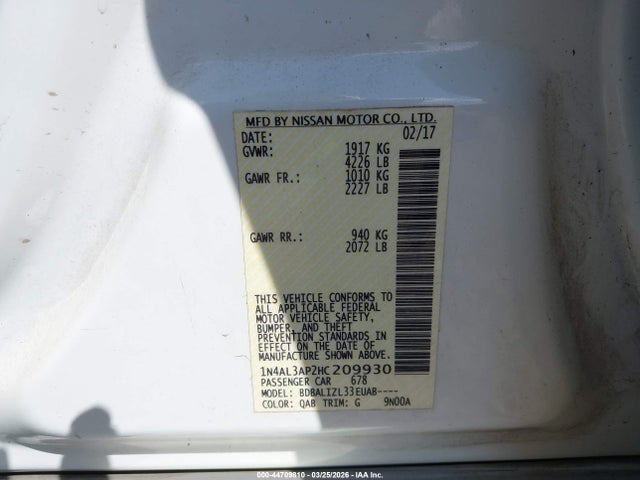 MFD BY NISSAN MOTOR CO., LTD.
DATE: 02/17
GVWR: 1917 KG
4226 LB
GAWR FR.: 1010 KG
2227 LB
GAWR RR.: 940 KG
2072 LB
THIS VEHICLE CONFORMS TO
ALL APPLICABLE FEDERAL
MOTOR VEHICLE SAFETY,
BUMPER, AND THEFT
PREVENTION STANDARDS
IN EFFECT ON THE DATE OF
MANUFACTURE SHOWN ABOVE.
1N4AL3AP2HC209930
PASSENGER CAR 678
MODEL: BDBALIZL33EUAB----
COLOR: QAB TRIM: G 9N00A
000-44709810 - 03/25/2026 - IAA Inc.